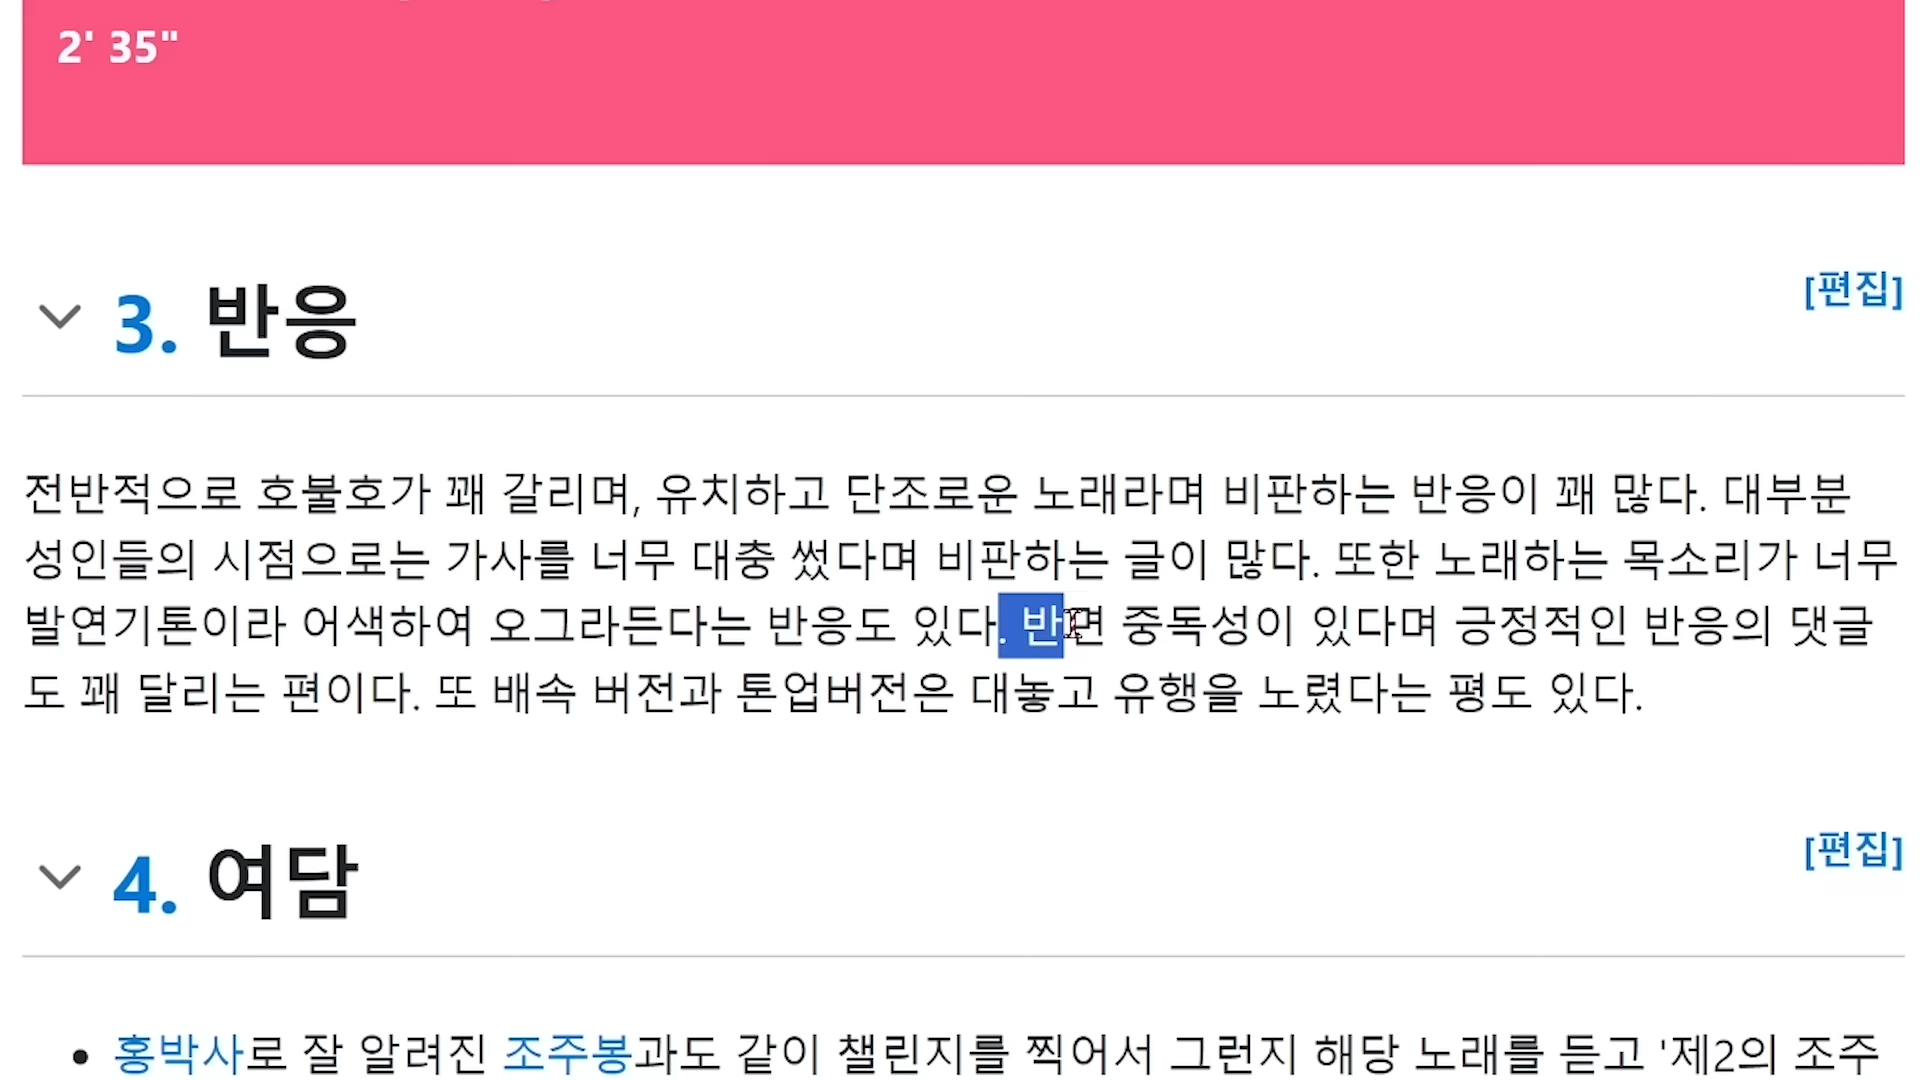 2' 35"
3. 반응
[편집]
전반적으로 호불호가 꽤 갈리며, 유치하고 단조로운 노래라며 비판하는 반응이 꽤 많다. 대부분
성인들의 시점으로는 가사를 너무 대충 썼다며 비판하는 글이 많다. 또한 노래하는 목소리가 너무
발연기톤이라 어색하여 오그라든다는 반응도 있다. 반면 중독성이 있다며 긍정적인 반응의 댓글
도 꽤 달리는 편이다. 또 배속 버전과 톤업버전은 대놓고 유행을 노렸다는 평도 있다.
4. 여담
[편집]
• 홍박사로 잘 알려진 조주봉과도 같이 챌린지를 찍어서 그런지 해당 노래를 듣고 '제2의 조주